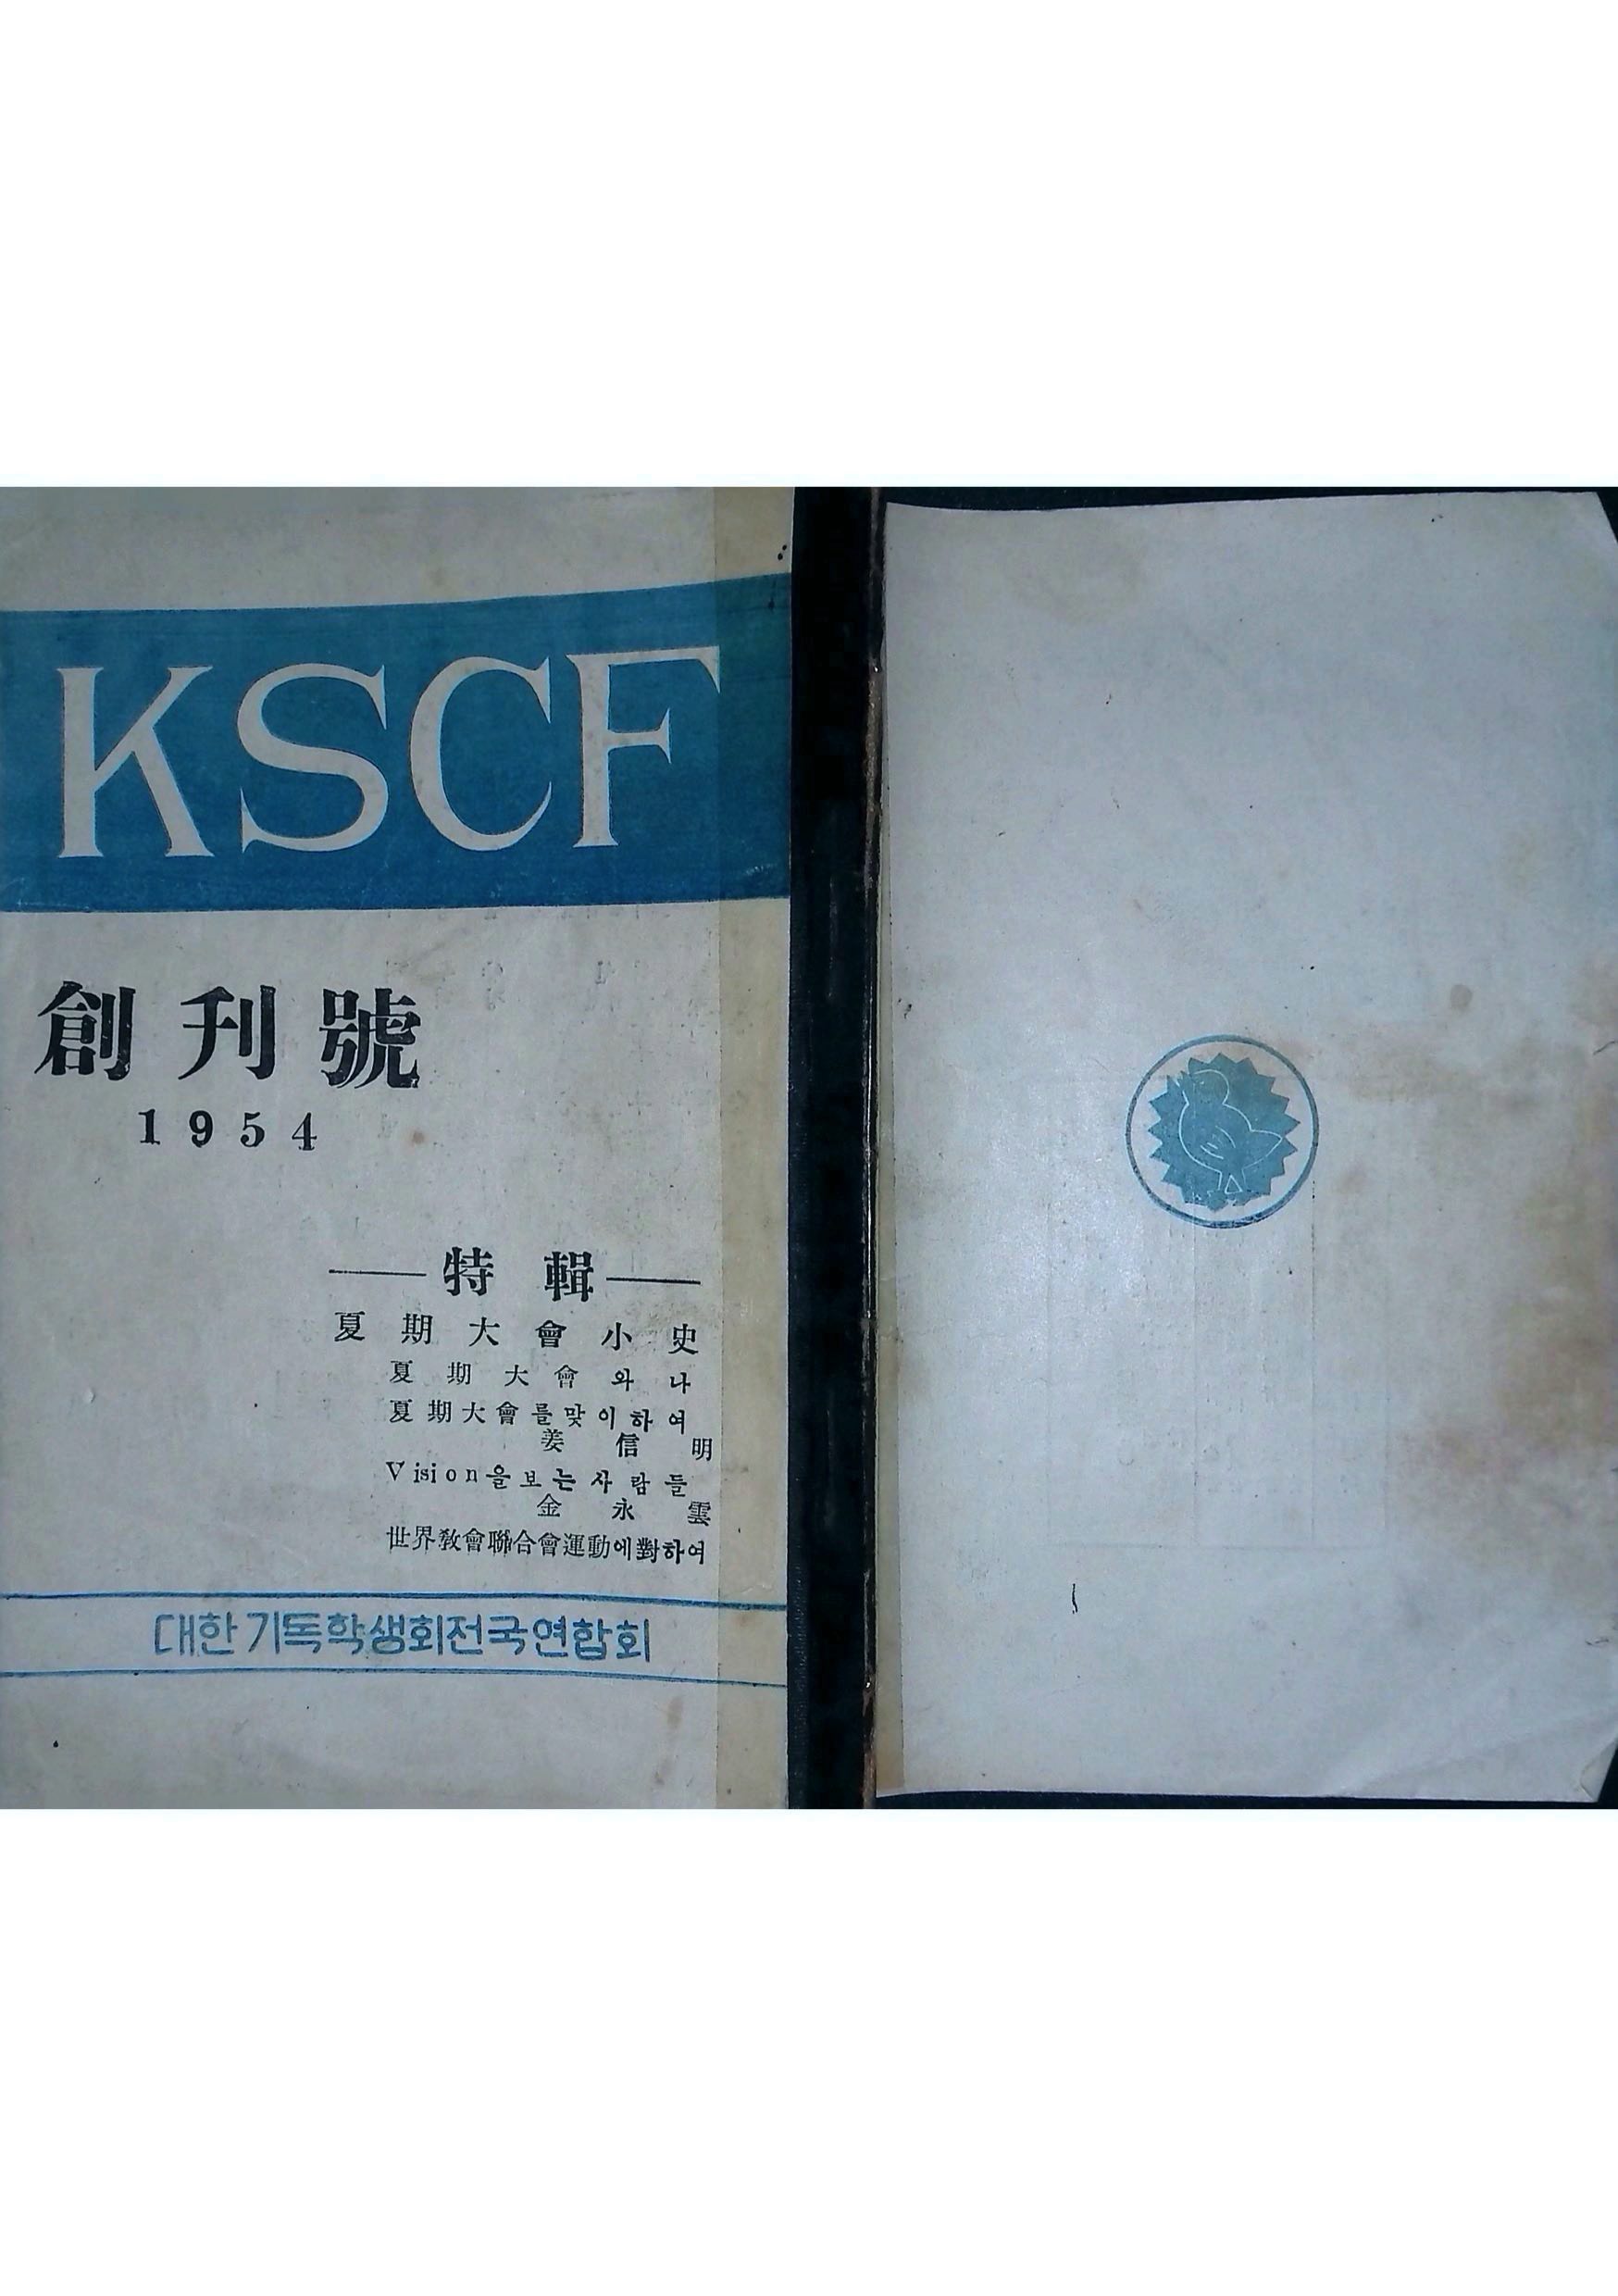 KSCF
創刊號
1954
特輯
夏期大會小史
夏期大會와나
夏期大會를맞이하여
姜信明
Vision을보는사람들
金永雲
世界敎會聯合會運動에對하여
대한기독학생회전국연합회